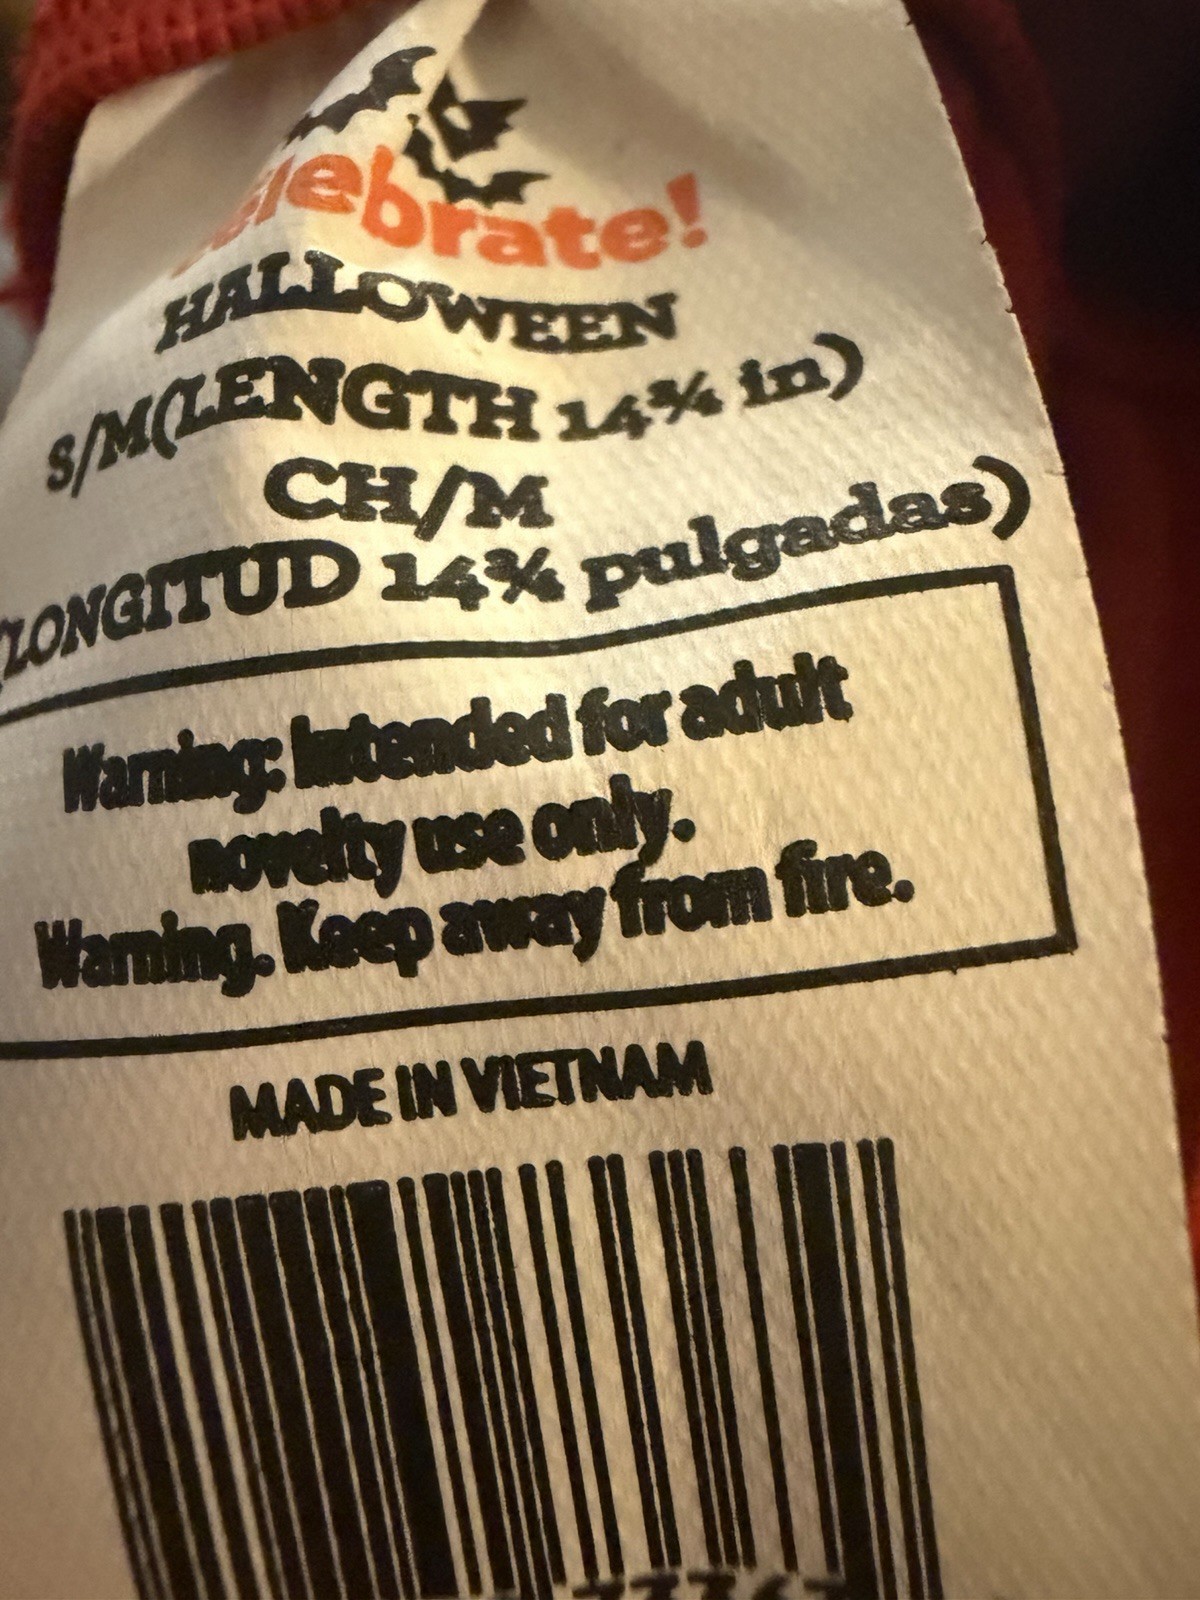 Celebrate!
HALLOWEEN
S/M(LENGTH 14¾ in)
CH/M
(LONGITUD 14¾ pulgadas)
Warning: Intended for adult
novelty use only.
Warning. Keep away from fire.
MADE IN VIETNAM